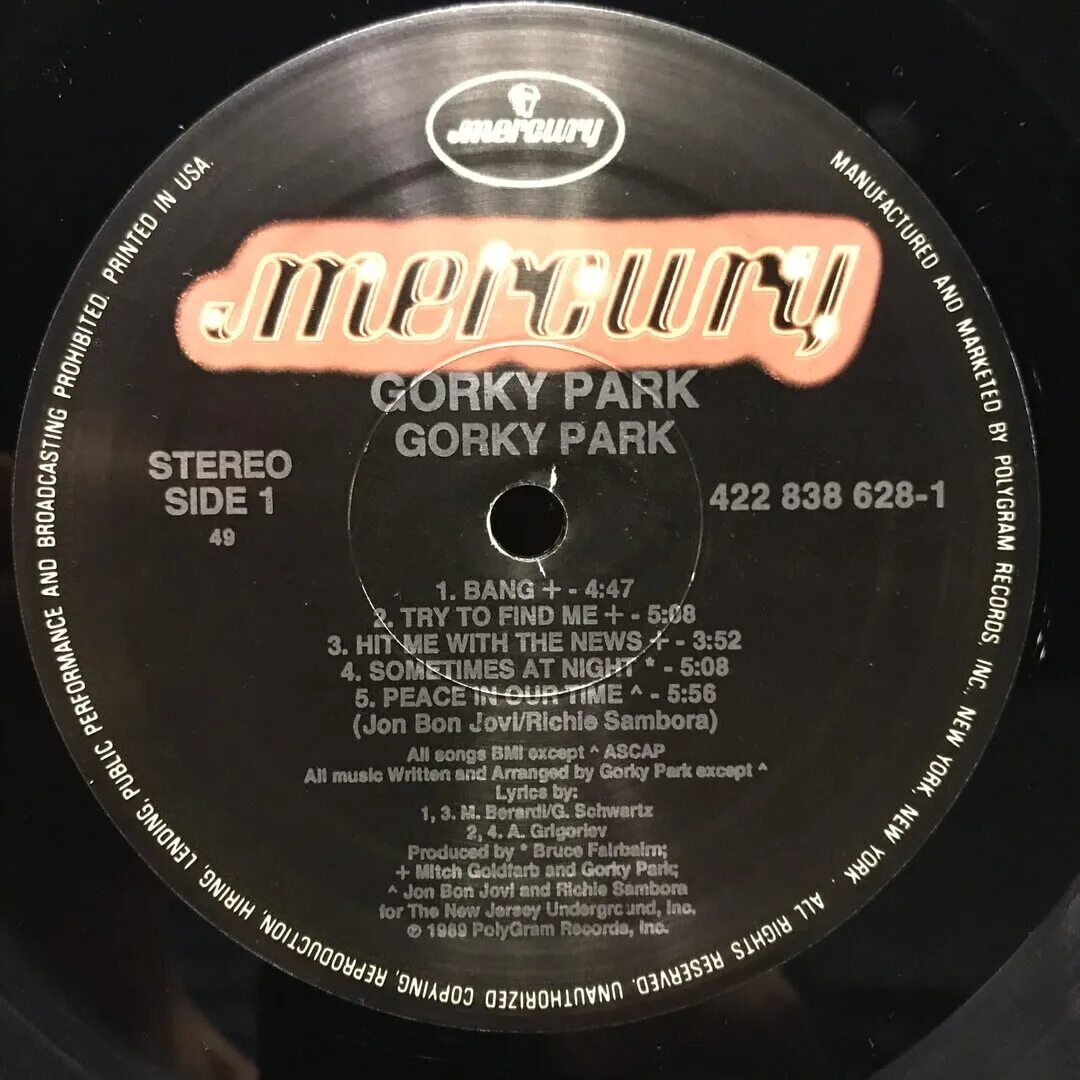 mercury
mercury
GORKY PARK
GORKY PARK
STEREO
SIDE 1
49
422 838 628-1
1. BANG + - 4:47
2. TRY TO FIND ME + - 5:08
3. HIT ME WITH THE NEWS + - 3:52
4. SOMETIMES AT NIGHT * - 5:08
5. PEACE IN OUR TIME ^ - 5:56
(Jon Bon Jovi/Richie Sambora)
All songs BMI except ^ ASCAP
All music Written and Arranged by Gorky Park except ^
Lyrics by:
1, 3. M. Berardi/G. Schwartz
2, 4. A. Grigoriev
Produced by * Bruce Fairbairn;
+ Mitch Goldfarb and Gorky Park;
^ Jon Bon Jovi and Richie Sambora
for The New Jersey Underground, Inc.
℗ 1989 PolyGram Records, Inc.
MANUFACTURED AND MARKETED BY POLYGRAM RECORDS, INC., NEW YORK, NEW YORK . ALL RIGHTS RESERVED. UNAUTHORIZED COPYING, REPRODUCTION, HIRING, LENDING, PUBLIC PERFORMANCE AND BROADCASTING PROHIBITED. PRINTED IN USA.